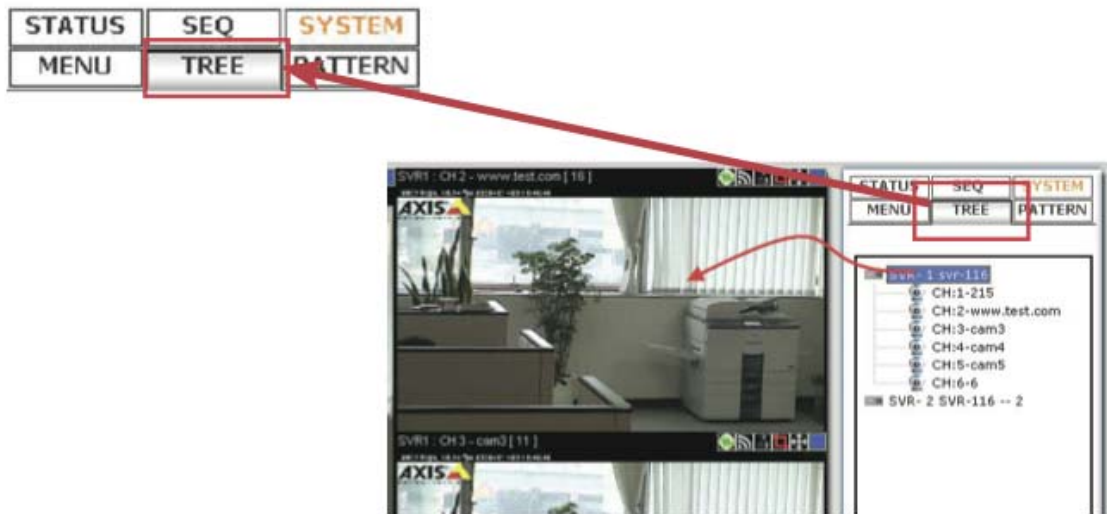 STATUS SEQ SYSTEM
MENU TREE PATTERN
SVR1 : CH 2 - www.test.com [ 16 ]
AXIS
STATUS SEQ SYSTEM
MENU TREE PATTERN
SVR- 1 svr-116
CH:1-215
CH:2-www.test.com
CH:3-cam3
CH:4-cam4
CH:5-cam5
CH:6-6
SVR- 2 SVR-116 -- 2
SVR1 : CH 3 - cam3 [ 11 ]
AXIS